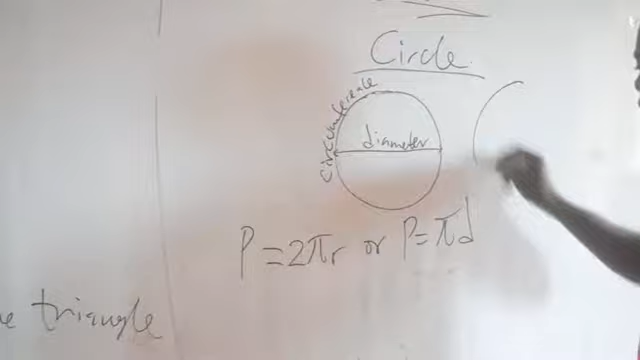 Circle
circumference
diameter
P = 2πr or P = πd
triangle